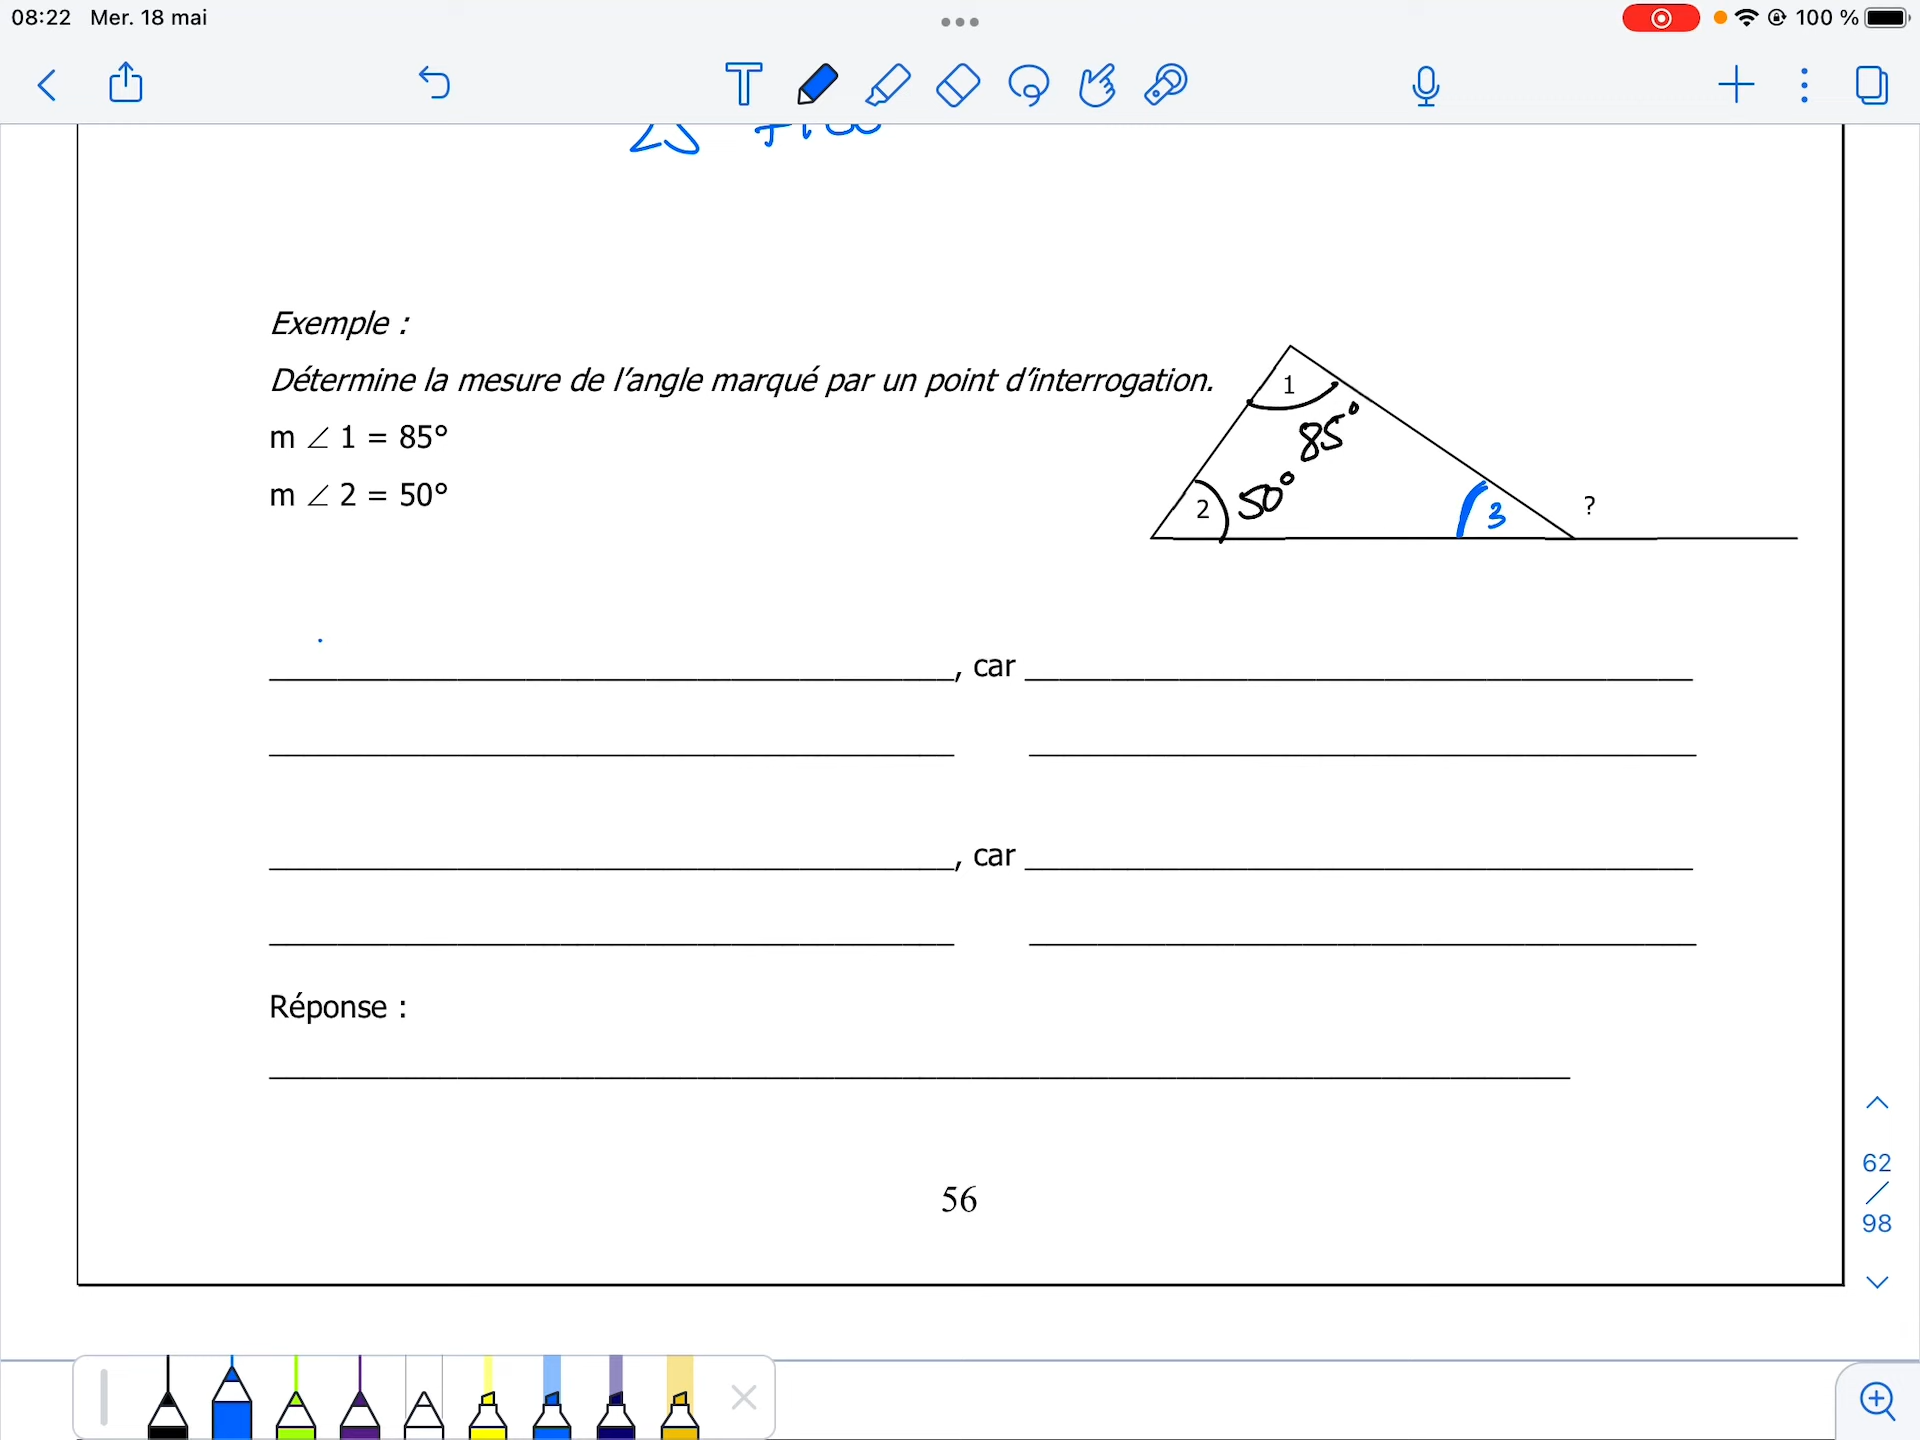 08:22 Mer. 18 mai
100 %
Exemple :
Détermine la mesure de l'angle marqué par un point d'interrogation.
m ∠ 1 = 85°
m ∠ 2 = 50°
1
85°
2 50°
3
?
, car
, car
Réponse :
56
62
/
98